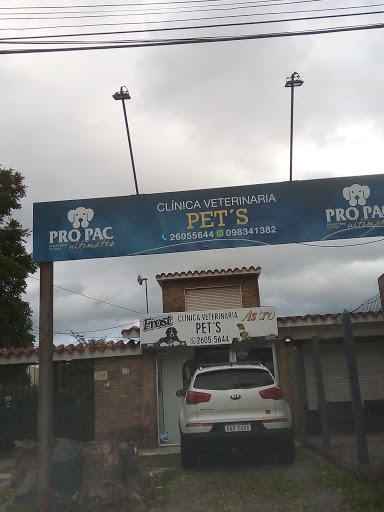 CLÍNICA VETERINARIA
PET´S
26055644 098341382
PRO PAC
ultimates
PRO PAC
ultimates
Frost
CLÍNICA VETERINARIA
PET´S
2605 5644
Astro